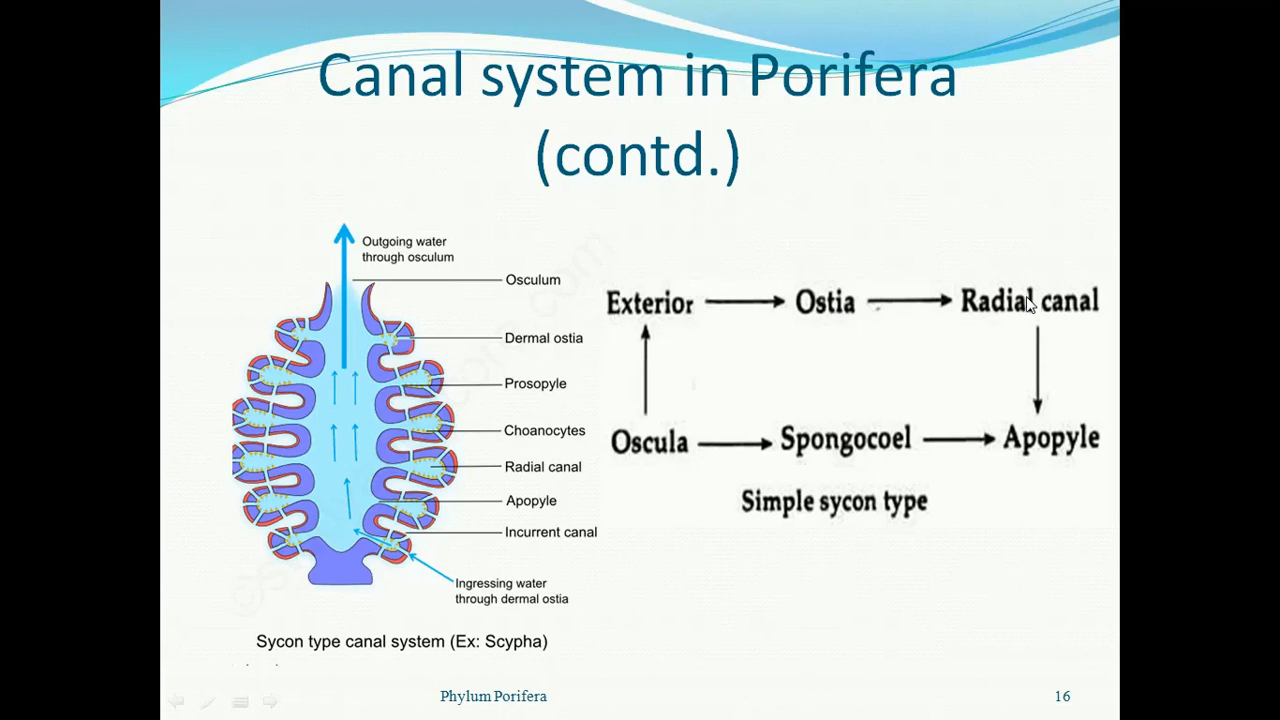 Canal system in Porifera
(contd.)
Outgoing water
through osculum
Osculum
Dermal ostia
Prosopyle
Choanocytes
Radial canal
Apopyle
Incurrent canal
Ingressing water
through dermal ostia
Sycon type canal system (Ex: Scypha)
Exterior Ostia Radial canal
Oscula Spongocoel Apopyle
Simple sycon type
Phylum Porifera 16